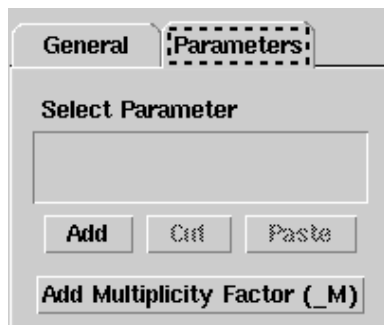 General Parameters
Select Parameter
Add Cut Paste
Add Multiplicity Factor (_M)